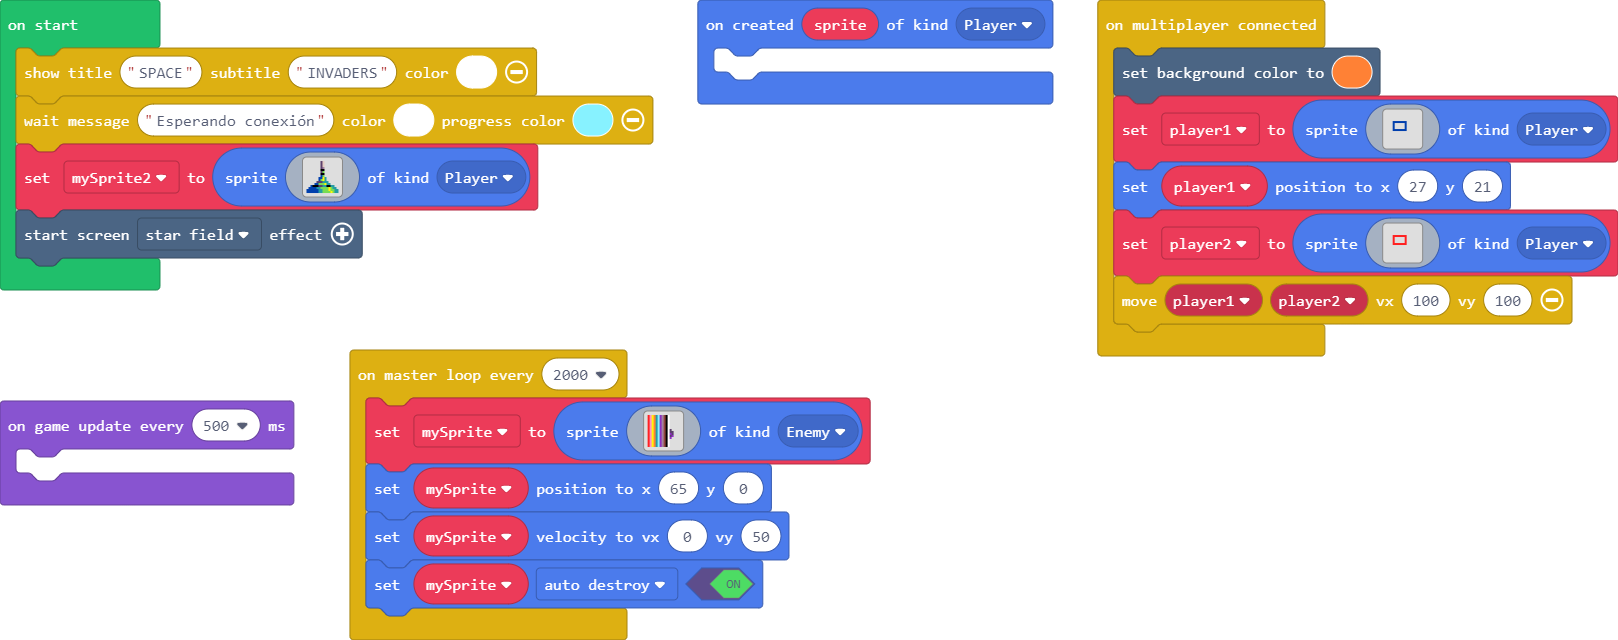 on start
show title "SPACE" subtitle "INVADERS" color
wait message "Esperando conexión" color progress color
set mySprite2 to sprite of kind Player
start screen star field effect
on created sprite of kind Player
on multiplayer connected
set background color to
set player1 to sprite of kind Player
set player1 position to x 27 y 21
set player2 to sprite of kind Player
move player1 player2 vx 100 vy 100
on game update every 500 ms
on master loop every 2000
set mySprite to sprite of kind Enemy
set mySprite position to x 65 y 0
set mySprite velocity to vx 0 vy 50
set mySprite auto destroy ON